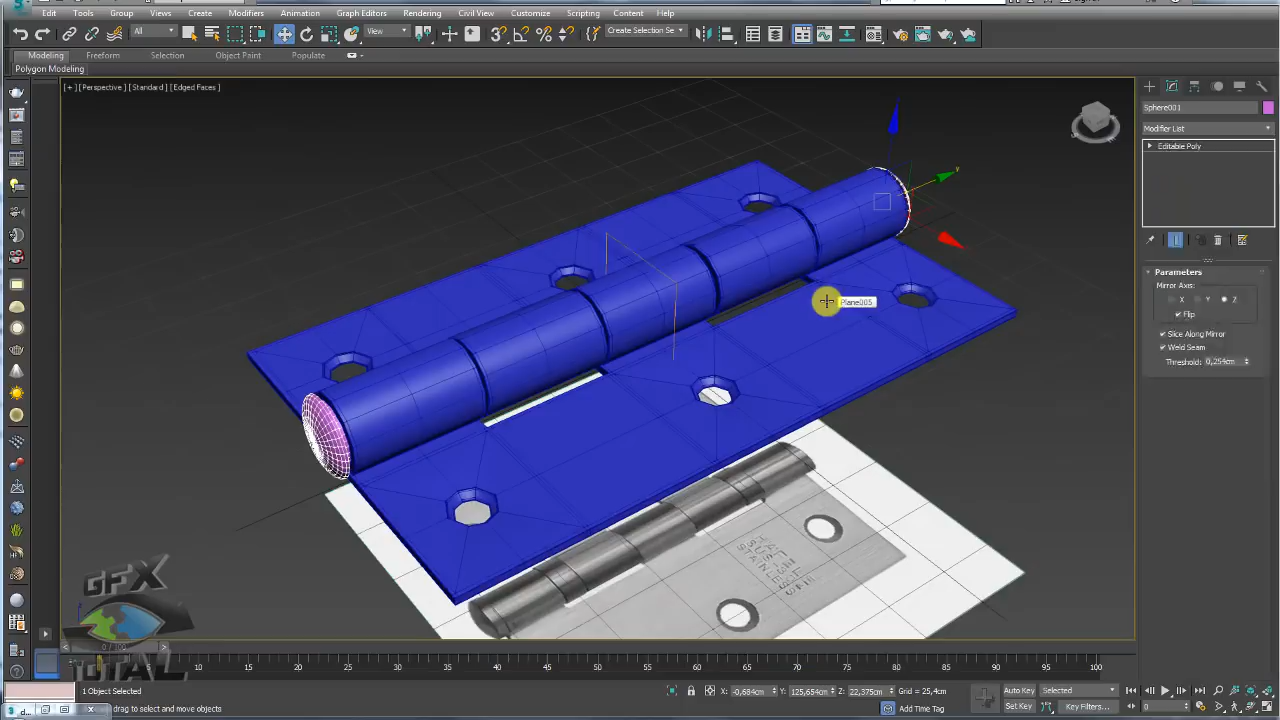 Edit Tools Group Views Create Modifiers Animation Graph Editors Rendering Civil View Customize Scripting Content Help
All View Create Selection Se
Modeling Freeform Selection Object Paint Populate
Polygon Modeling
[+] [Perspective] [Standard] [Edged Faces]
Sphere001
Modifier List
Editable Poly
Parameters
Mirror Axis:
X Y Z
Flip
Slice Along Mirror
Weld Seam
Threshold: 0,254cm
Plane005
y
GFX
TOTAL
0 / 100
5 10 15 20 25 30 35 40 45 50 55 60 65 70 75 80 85 90 95 100
1 Object Selected
X: -0,684cm Y: 125,654cm Z: 22,375cm Grid = 25,4cm
Auto Key Selected
drag to select and move objects
Add Time Tag
Set Key Key Filters...
0